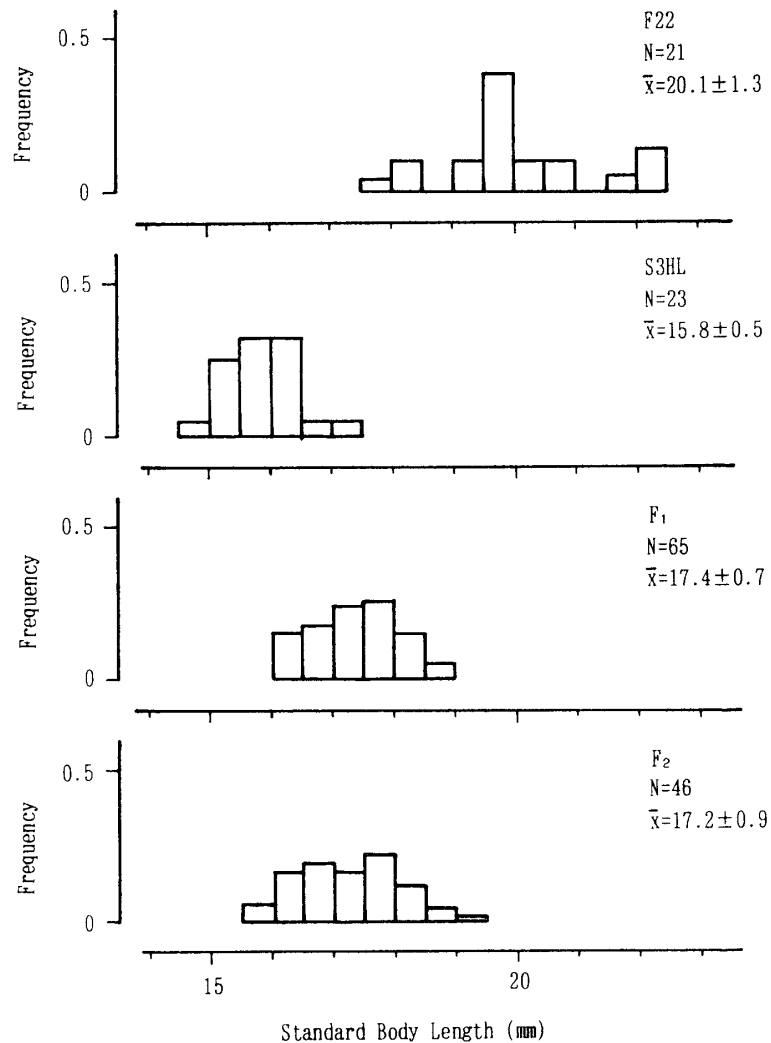 F22
N=21
x̄=20.1±1.3
0.5
0
Frequency
S3HL
N=23
x̄=15.8±0.5
0.5
0
Frequency
F₁
N=65
x̄=17.4±0.7
0.5
0
Frequency
F₂
N=46
x̄=17.2±0.9
0.5
0
Frequency
15 20
Standard Body Length (mm)